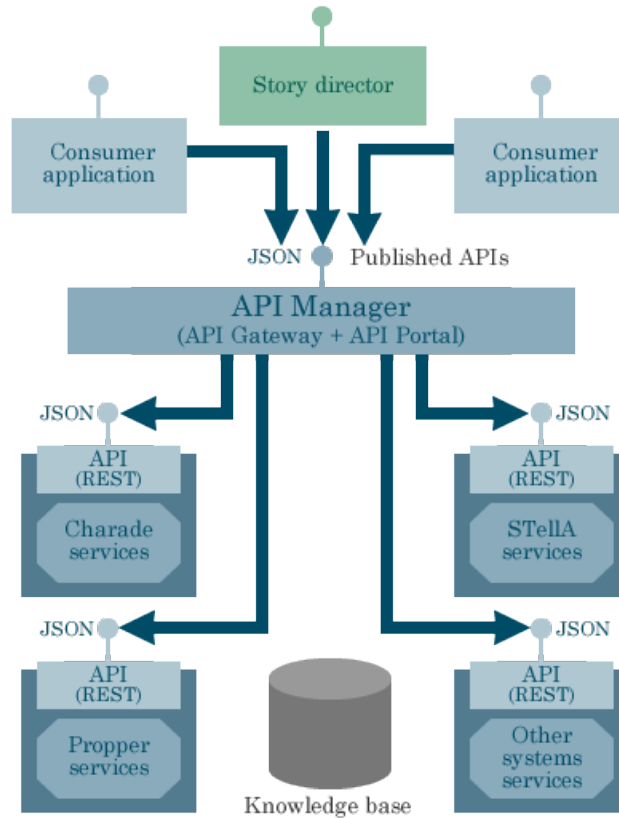 Story director
Consumer
application
Consumer
application
JSON
Published APIs
API Manager
(API Gateway + API Portal)
JSON
JSON
API
(REST)
API
(REST)
Charade
services
STellA
services
JSON
JSON
API
(REST)
API
(REST)
Propper
services
Other
systems
services
Knowledge base